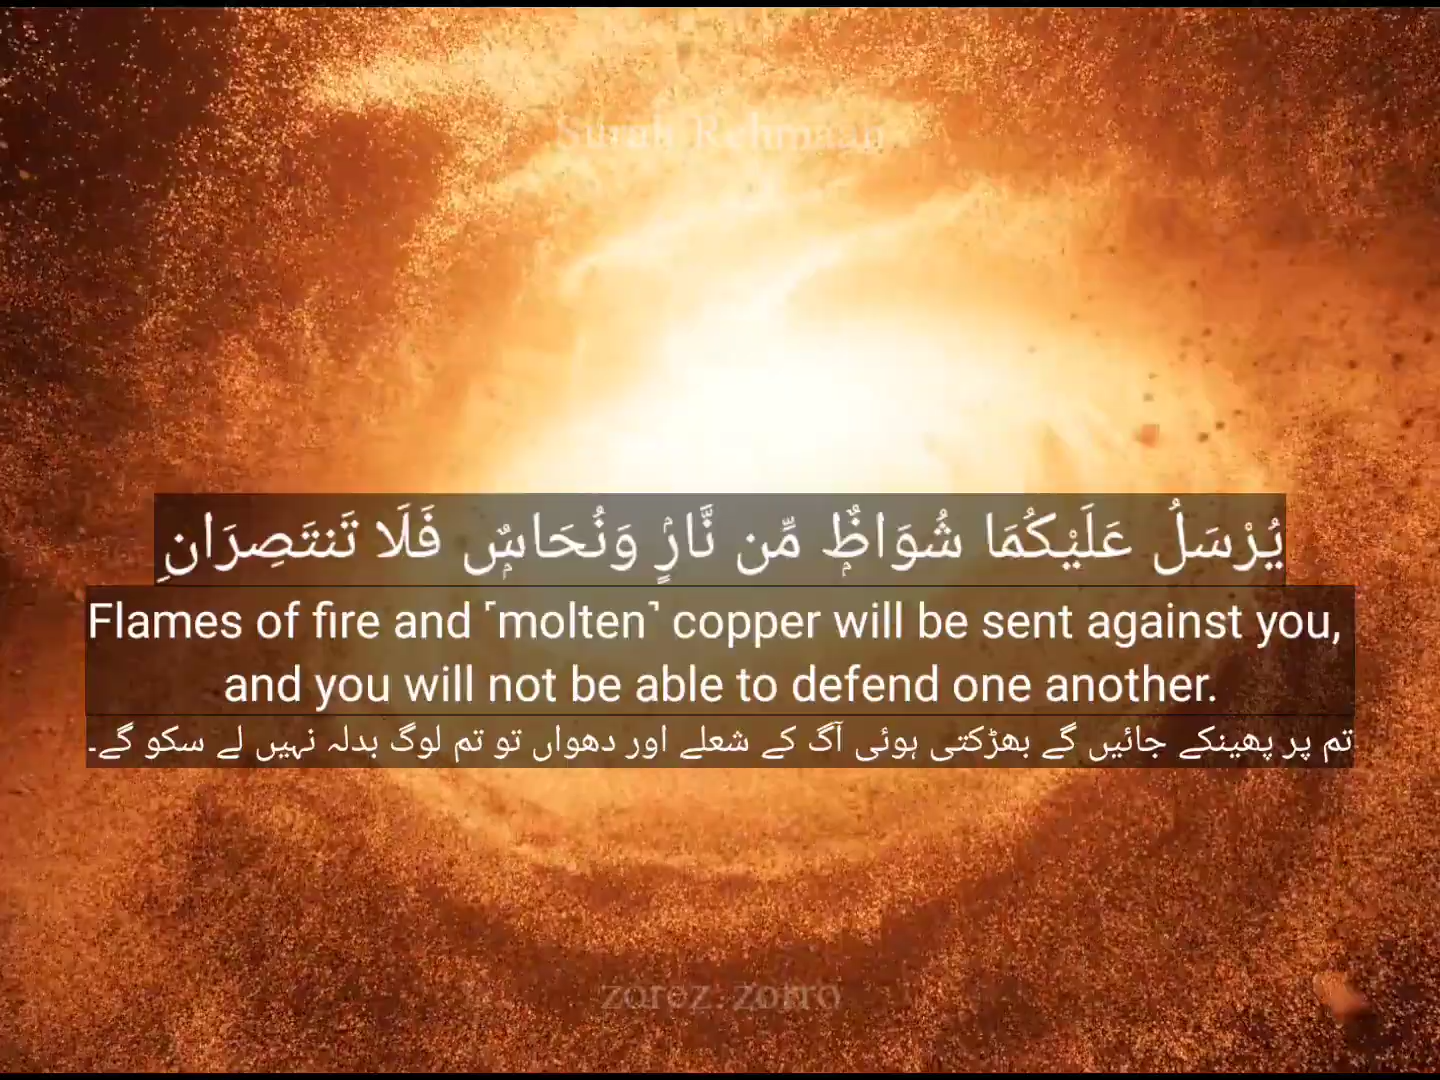 Surah Rehmaan
يُرْسَلُ عَلَيْكُمَا شُوَاظٌۭ مِّن نَّارٍۢ وَنُحَاسٌۭ فَلَا تَنتَصِرَانِ
Flames of fire and ˹molten˺ copper will be sent against you,
and you will not be able to defend one another.
تم پر پھینکے جائیں گے بھڑکتی ہوئی آگ کے شعلے اور دھواں تو تم لوگ بدلہ نہیں لے سکو گے۔
zorez zorro